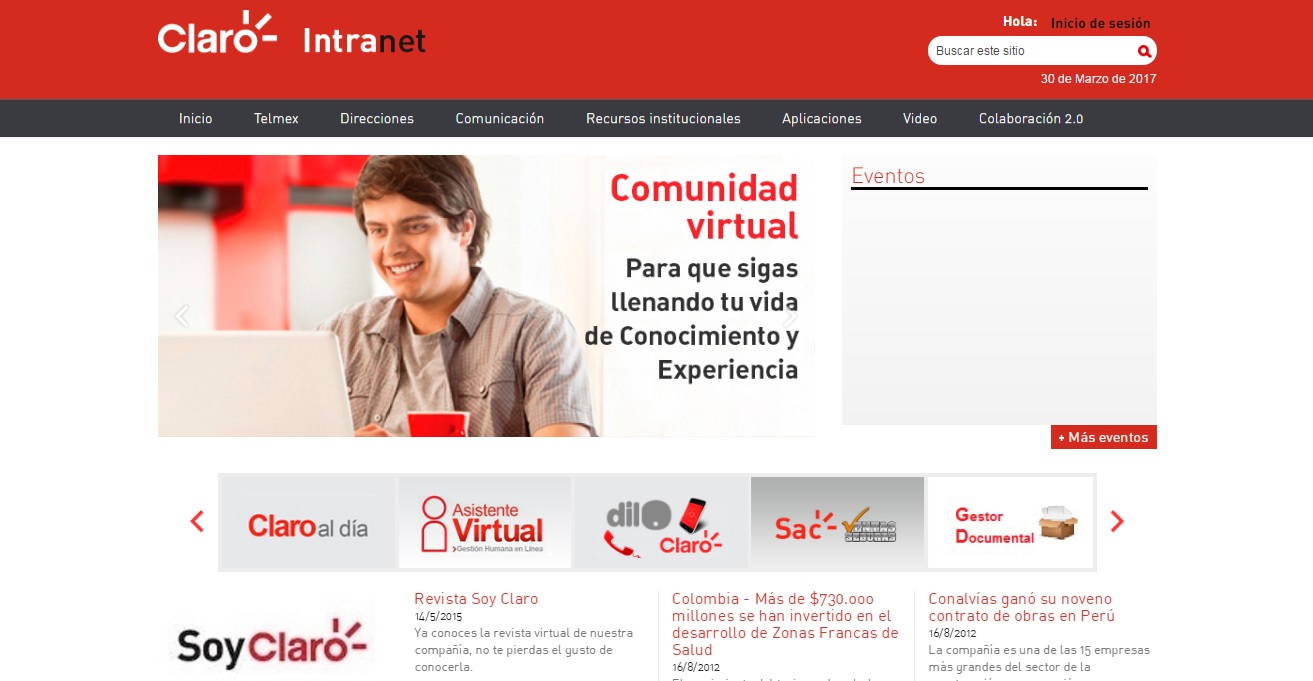 Claro Intranet
Hola: Inicio de sesión
Buscar este sitio
30 de Marzo de 2017
Inicio Telmex Direcciones Comunicación Recursos institucionales Aplicaciones Video Colaboración 2.0
Comunidad
virtual
Para que sigas
llenando tu vida
de Conocimiento y
Experiencia
Eventos
+ Más eventos
Claro al día
Asistente
Virtual
Gestión Humana en Línea
dilo
Claro
Sac
Gestor
Documental
Soy Claro
Revista Soy Claro
14/5/2015
Ya conoces la revista virtual de nuestra
compañia, no te pierdas el gusto de
conocerla.
Colombia - Más de $730.000
millones se han invertido en el
desarrollo de Zonas Francas de
Salud
16/8/2012
Conalvías ganó su noveno
contrato de obras en Perú
16/8/2012
La compañía es una de las 15 empresas
más grandes del sector de la